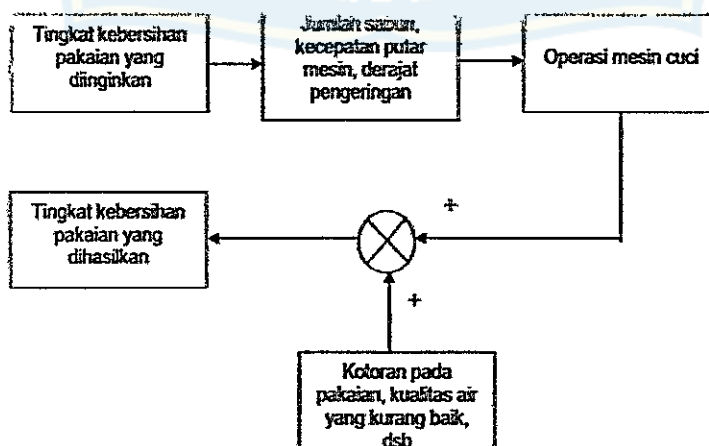 Tingkat kebersihan
pakaian yang
diinginkan
Jumlah sabun,
kecepatan putar
mesin, derajat
pengeringan
Operasi mesin cuci
Tingkat kebersihan
pakaian yang
dihasilkan
+
+
Kotoran pada
pakaian, kualitas air
yang kurang baik,
dsb